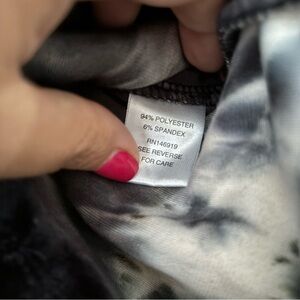 94% POLYESTER
6% SPANDEX
RN146919
SEE REVERSE
FOR CARE